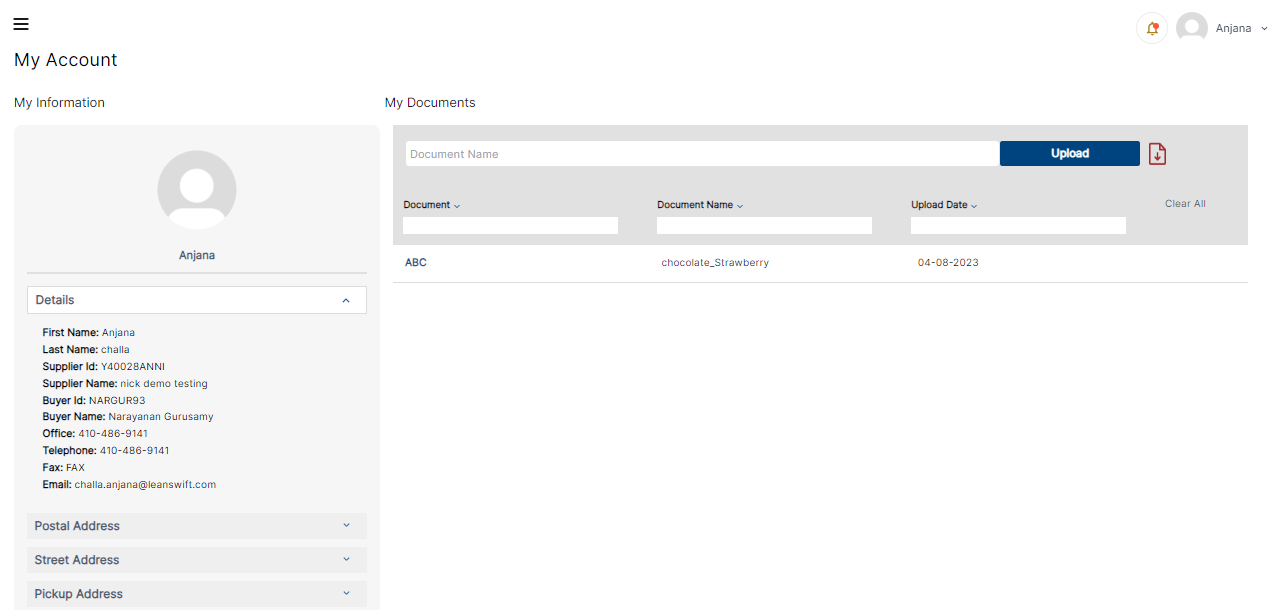 Anjana
My Account
My Information
My Documents
Document Name
Upload
Document
Document Name
Upload Date
Clear All
Anjana
ABC
chocolate_Strawberry
04-08-2023
Details
First Name: Anjana
Last Name: challa
Supplier Id: Y40028ANNI
Supplier Name: nick demo testing
Buyer Id: NARGUR93
Buyer Name: Narayanan Gurusamy
Office: 410-486-9141
Telephone: 410-486-9141
Fax: FAX
Email: challa.anjana@leanswift.com
Postal Address
Street Address
Pickup Address